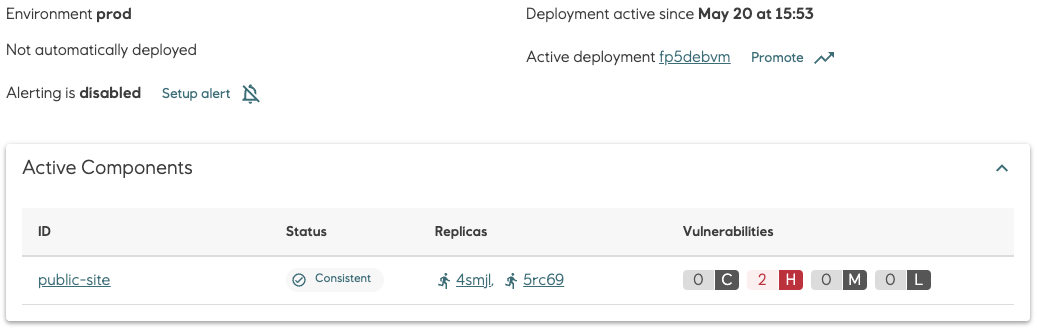 Environment prod
Deployment active since May 20 at 15:53
Not automatically deployed
Active deployment fp5debvm Promote
Alerting is disabled Setup alert
Active Components
ID Status Replicas Vulnerabilities
public-site Consistent 4smjl, 5rc69 0 C 2 H 0 M 0 L